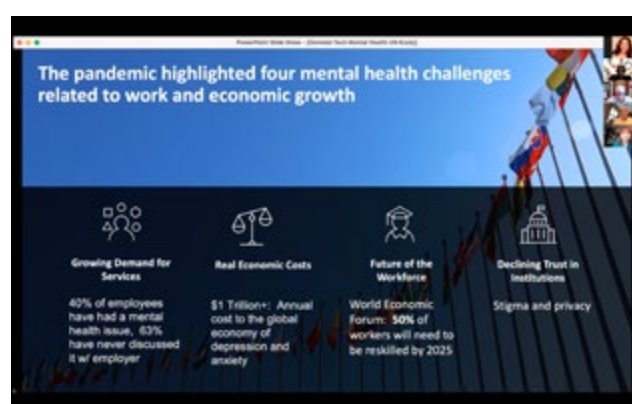 PowerPoint Slide Show -
The pandemic highlighted four mental health challenges
related to work and economic growth
Growing Demand for
Services
40% of employees
have had a mental
health issue, 63%
have never discussed
it w/ employer
Real Economic Costs
$1 Trillion+: Annual
cost to the global
economy of
depression and
anxiety
Future of the
Workforce
World Economic
Forum: 50% of
workers will need to
be reskilled by 2025
Declining Trust in
Institutions
Stigma and privacy